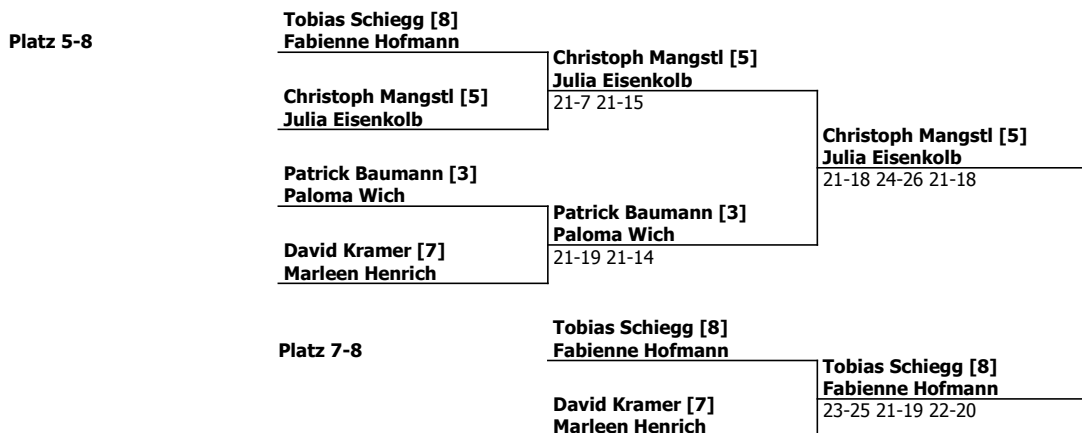 Platz 5-8
Tobias Schiegg [8]
Fabienne Hofmann
Christoph Mangstl [5]
Julia Eisenkolb
21-7 21-15
Christoph Mangstl [5]
Julia Eisenkolb
Christoph Mangstl [5]
Julia Eisenkolb
21-18 24-26 21-18
Patrick Baumann [3]
Paloma Wich
Patrick Baumann [3]
Paloma Wich
21-19 21-14
David Kramer [7]
Marleen Henrich
Platz 7-8
Tobias Schiegg [8]
Fabienne Hofmann
Tobias Schiegg [8]
Fabienne Hofmann
23-25 21-19 22-20
David Kramer [7]
Marleen Henrich